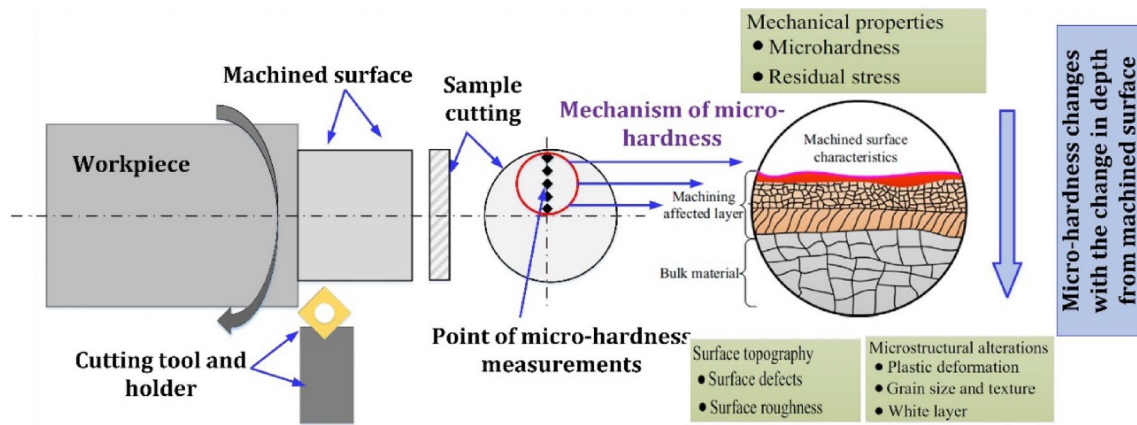 Workpiece
Machined surface
Cutting tool and
holder
Sample
cutting
Point of micro-hardness
measurements
Mechanism of micro-
hardness
Mechanical properties
● Microhardness
● Residual stress
Machined surface
characteristics
Machining
affected layer
Bulk material
Surface topography
● Surface defects
● Surface roughness
Microstructural alterations
● Plastic deformation
● Grain size and texture
● White layer
Micro-hardness changes
with the change in depth
from machined surface